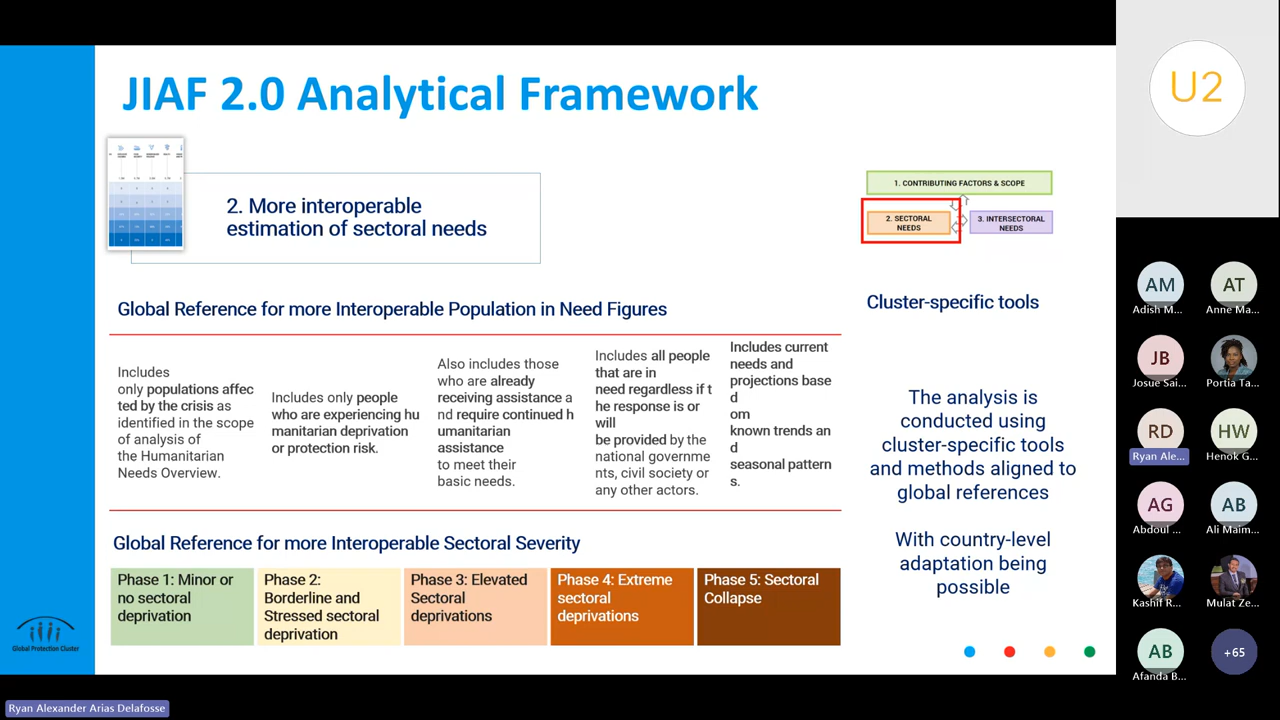 JIAF 2.0 Analytical Framework
2. More interoperable
estimation of sectoral needs
1. CONTRIBUTING FACTORS & SCOPE
2. SECTORAL
NEEDS
3. INTERSECTORAL
NEEDS
Global Reference for more Interoperable Population in Need Figures
Includes
only populations affec
ted by the crisis as
identified in the scope
of analysis of
the Humanitarian
Needs Overview.
Includes only people
who are experiencing hu
manitarian deprivation
or protection risk.
Also includes those
who are already
receiving assistance a
nd require continued h
umanitarian
assistance
to meet their
basic needs.
Includes all people
that are in
need regardless if t
he response is or
will
be provided by the
national governme
nts, civil society or
any other actors.
Includes current
needs and
projections base
d
om
known trends an
d
seasonal pattern
s.
Cluster-specific tools
The analysis is
conducted using
cluster-specific tools
and methods aligned to
global references
With country-level
adaptation being
possible
Global Reference for more Interoperable Sectoral Severity
Phase 1: Minor or
no sectoral
deprivation
Phase 2:
Borderline and
Stressed sectoral
deprivation
Phase 3: Elevated
Sectoral
deprivations
Phase 4: Extreme
sectoral
deprivations
Phase 5: Sectoral
Collapse
Global Protection Cluster
Ryan Alexander Arias Delafosse
U2
AM
Adish M...
AT
Anne Ma...
JB
Josue Sai...
Portia Ta...
RD
Ryan Ale...
HW
Henok G...
AG
Abdoul ...
AB
Ali Maim...
Kashif R...
Mulat Ze...
AB
Afanda B...
+65